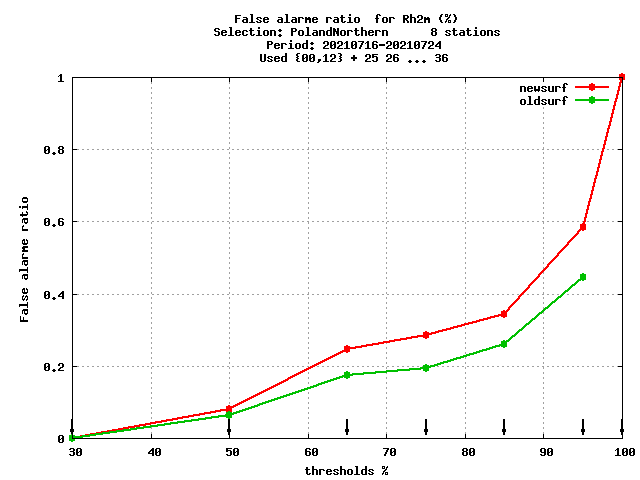 False alarme ratio  for Rh2m (%)
Selection: PolandNorthern      8 stations
Period: 20210716-20210724
Used {00,12} + 25 26 ... 36
newsurf
oldsurf
1
0.8
0.6
0.4
0.2
0
False alarme ratio
30 40 50 60 70 80 90 100
thresholds %